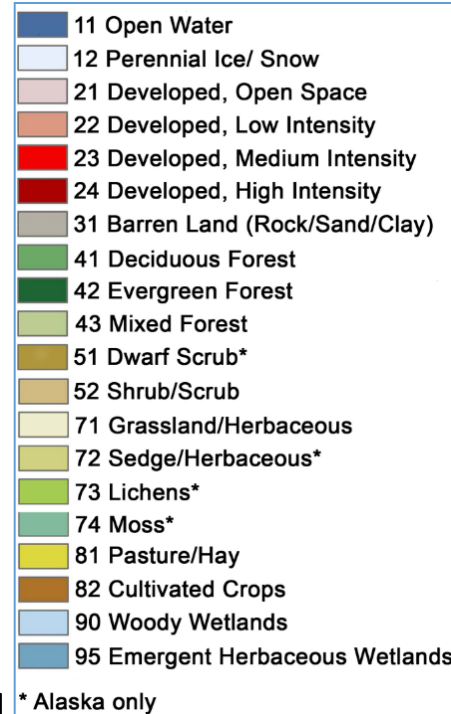 11 Open Water
12 Perennial Ice/ Snow
21 Developed, Open Space
22 Developed, Low Intensity
23 Developed, Medium Intensity
24 Developed, High Intensity
31 Barren Land (Rock/Sand/Clay)
41 Deciduous Forest
42 Evergreen Forest
43 Mixed Forest
51 Dwarf Scrub*
52 Shrub/Scrub
71 Grassland/Herbaceous
72 Sedge/Herbaceous*
73 Lichens*
74 Moss*
81 Pasture/Hay
82 Cultivated Crops
90 Woody Wetlands
95 Emergent Herbaceous Wetlands
* Alaska only